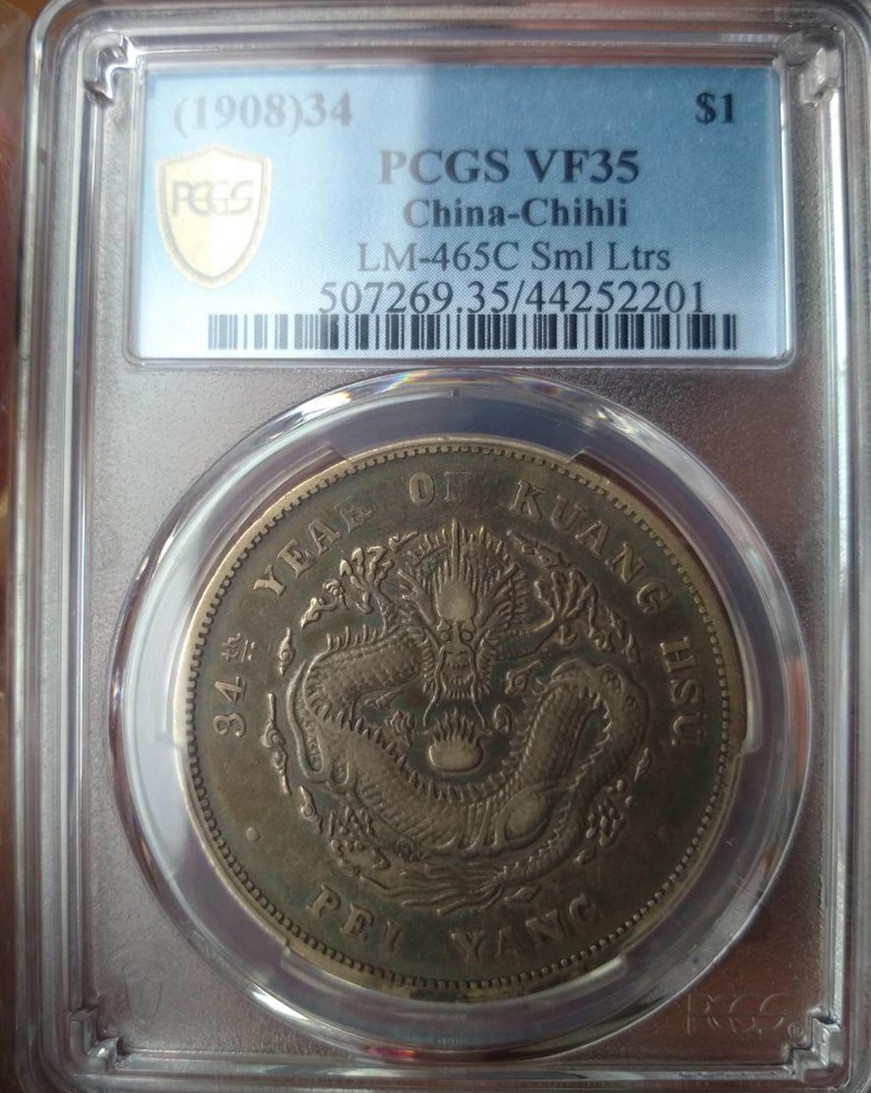 (1908)34 $1
PCGS VF35
China-Chihli
LM-465C Sml Ltrs
507269.35/44252201
PCGS
34th YEAR OF KUANG HSU
PEI YANG
PCGS